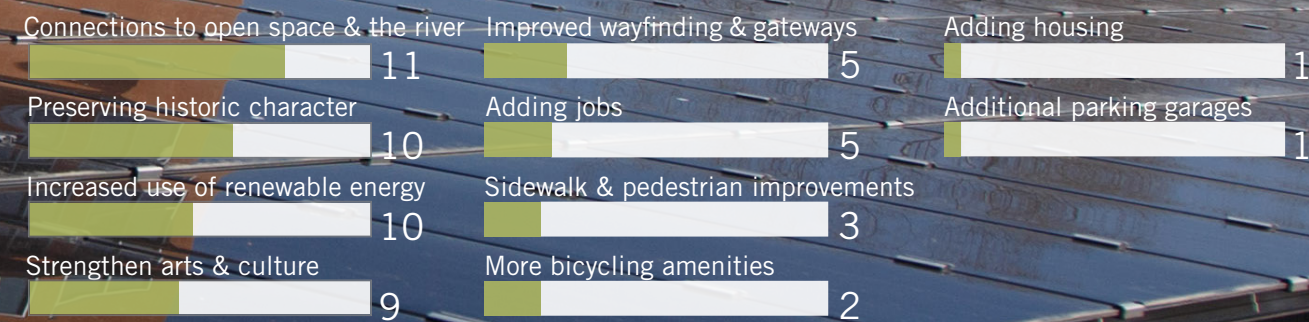 Connections to open space & the river
11
Preserving historic character
10
Increased use of renewable energy
10
Strengthen arts & culture
9
Improved wayfinding & gateways
5
Adding jobs
5
Sidewalk & pedestrian improvements
3
More bicycling amenities
2
Adding housing
1
Additional parking garages
1